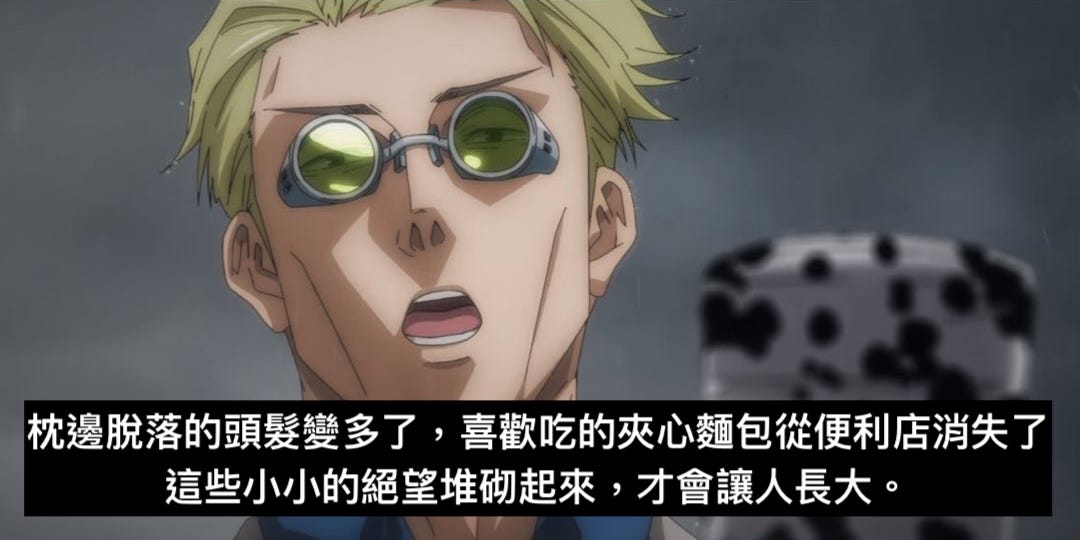 枕邊脫落的頭髮變多了，喜歡吃的夾心麵包從便利店消失了
這些小小的絕望堆砌起來，才會讓人長大。